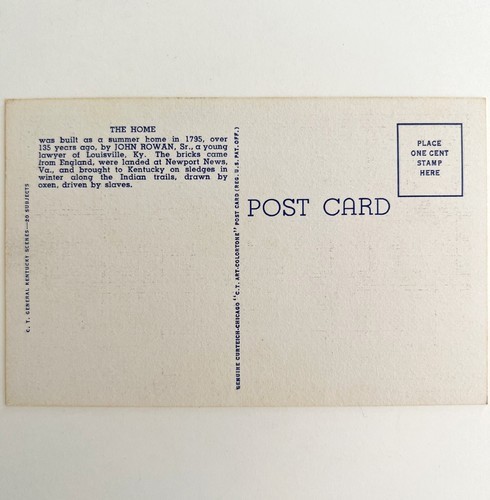 THE HOME
was built as a summer home in 1795, over
135 years ago, by JOHN ROWAN, Sr., a young
lawyer of Louisville, Ky. The bricks came
from England, were landed at Newport News,
Va., and brought to Kentucky on sledges in
winter along the Indian trails, drawn by
oxen, driven by slaves.
C. T. GENERAL KENTUCKY SCENES—20 SUBJECTS
GENUINE CURTEICH-CHICAGO "C.T. ART-COLORTONE" POST CARD (REG. U.S. PAT. OFF.)
POST CARD
PLACE
ONE CENT
STAMP
HERE